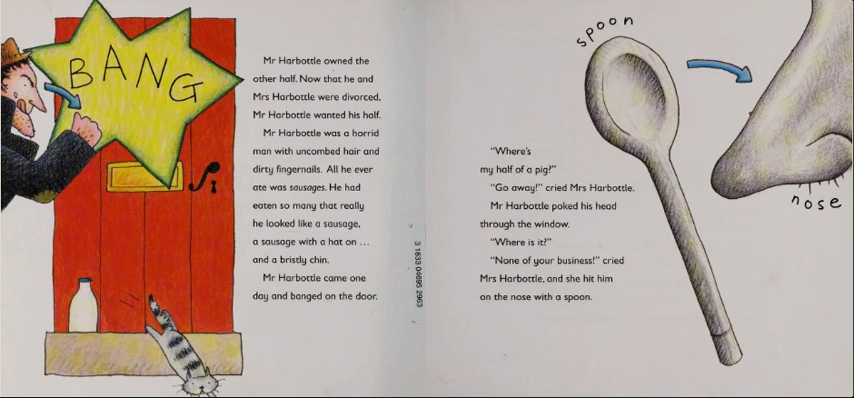 BANG
Mr Harbottle owned the
other half. Now that he and
Mrs Harbottle were divorced,
Mr Harbottle wanted his half.
Mr Harbottle was a horrid
man with uncombed hair and
dirty fingernails. All he ever
ate was sausages. He had
eaten so many that really
he looked like a sausage,
a sausage with a hat on ...
and a bristly chin.
Mr Harbottle came one
day and banged on the door.
3 1833 04695 2963
spoon
nose
"Where's
my half of a pig?"
"Go away!" cried Mrs Harbottle.
Mr Harbottle poked his head
through the window.
"Where is it?"
"None of your business!" cried
Mrs Harbottle, and she hit him
on the nose with a spoon.